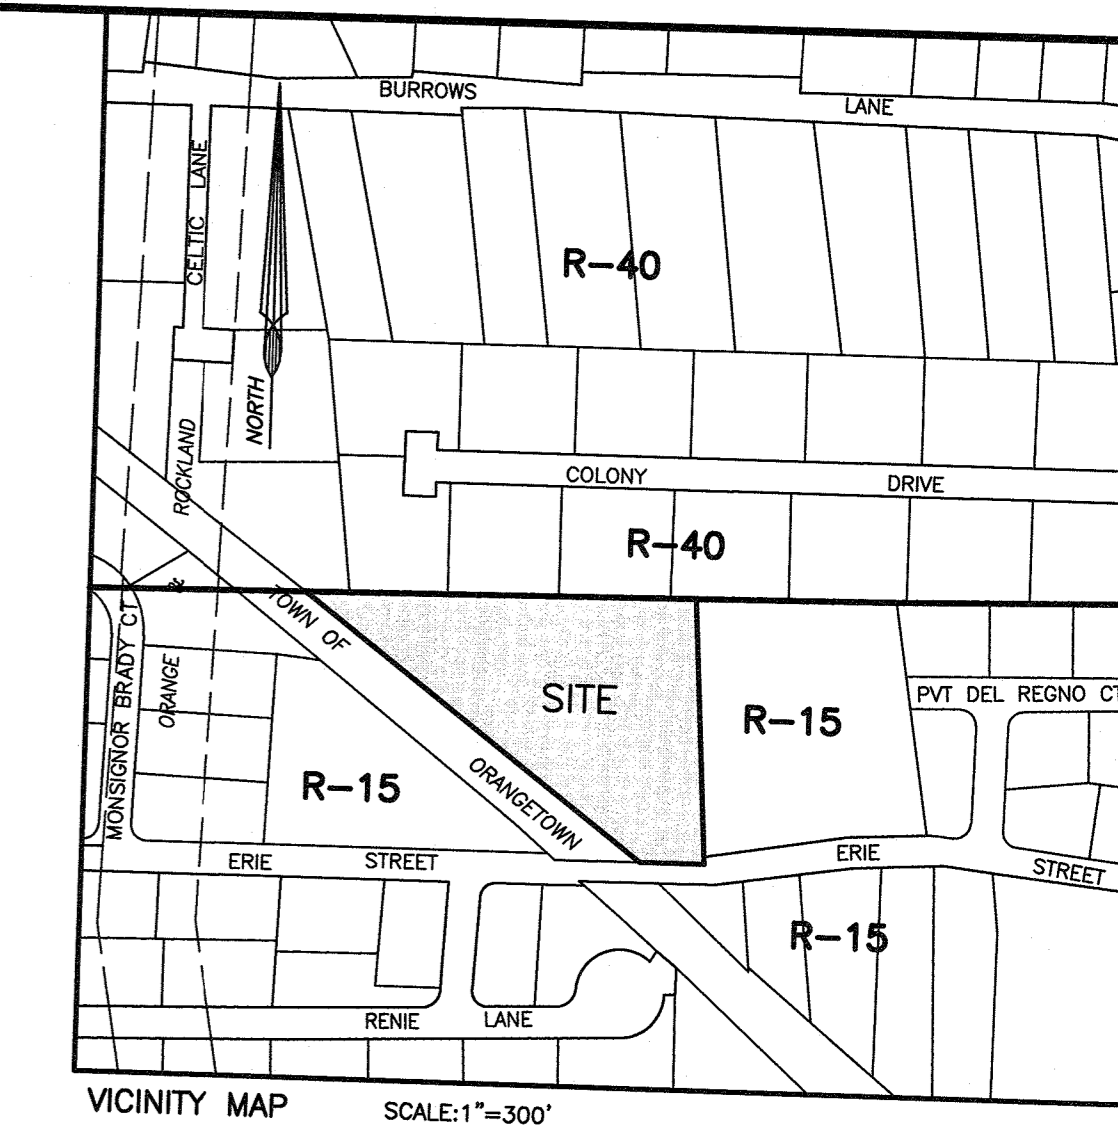 BURROWS LANE
CELTIC LANE
R-40
NORTH
ROCKLAND
COLONY DRIVE
R-40
&
TOWN OF
ORANGETOWN
MONSIGNOR BRADY CT
ORANGE
SITE
R-15
PVT DEL REGNO CT
R-15
ERIE STREET
ERIE STREET
R-15
RENIE LANE
VICINITY MAP
SCALE:1"=300'